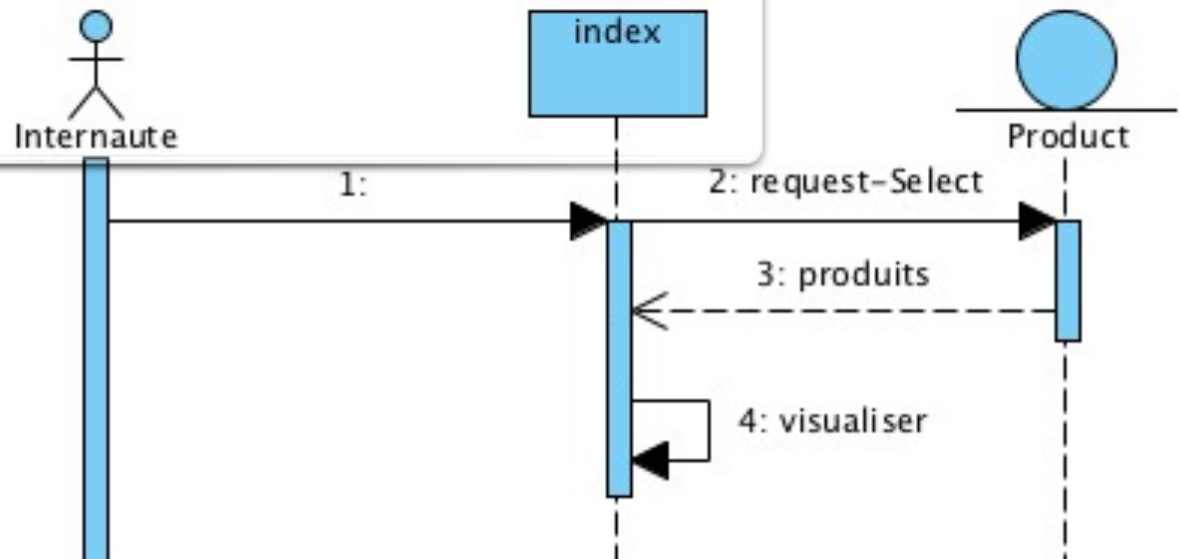 index
Internaute
Product
1:
2: request-Select
3: produits
4: visualiser